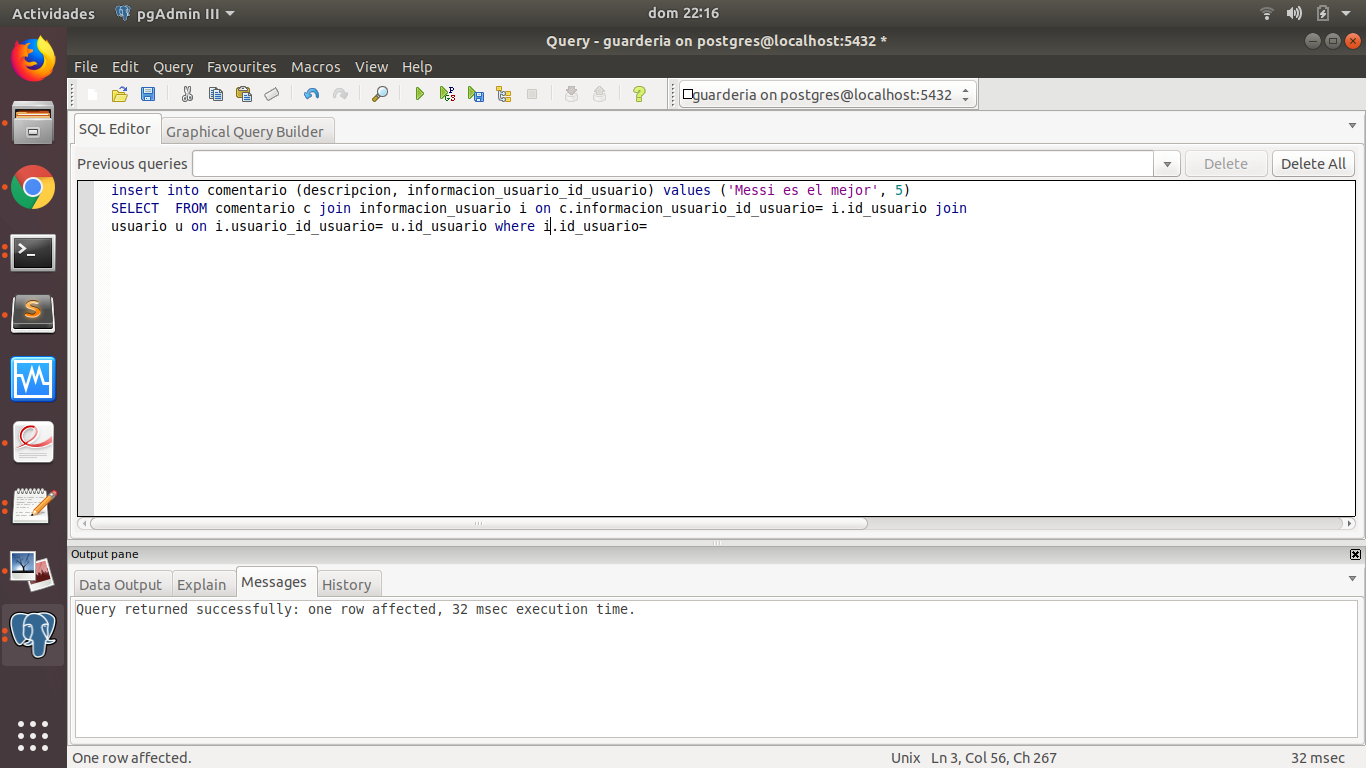 Actividades pgAdmin III dom 22:16
Query - guarderia on postgres@localhost:5432 *
File Edit Query Favourites Macros View Help
guarderia on postgres@localhost:5432
SQL Editor Graphical Query Builder
Previous queries Delete Delete All
insert into comentario (descripcion, informacion_usuario_id_usuario) values ('Messi es el mejor', 5)
SELECT  FROM comentario c join informacion_usuario i on c.informacion_usuario_id_usuario= i.id_usuario join
usuario u on i.usuario_id_usuario= u.id_usuario where i.id_usuario=
Output pane
Data Output Explain Messages History
Query returned successfully: one row affected, 32 msec execution time.
One row affected. Unix Ln 3, Col 56, Ch 267 32 msec